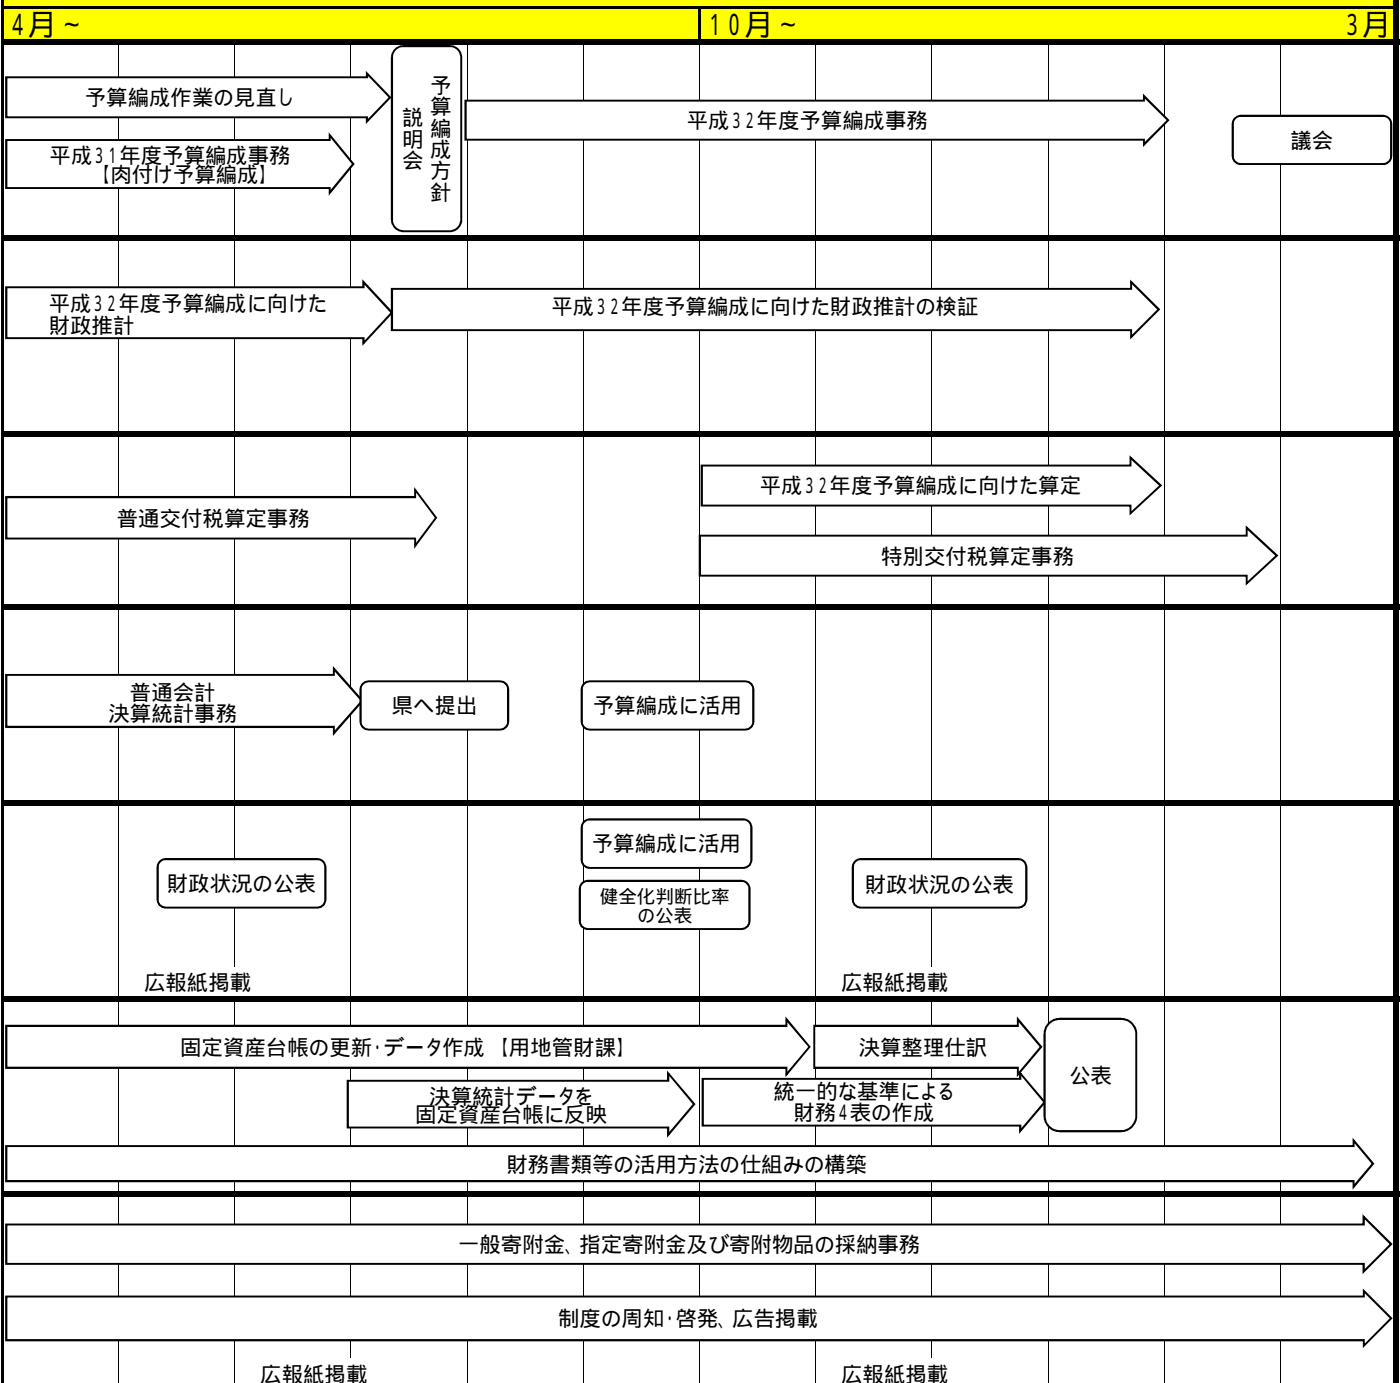 4月~
10月~
3月
予算編成作業の見直し
平成31年度予算編成事務
【肉付け予算編成】
予算編成方針
説明会
平成32年度予算編成事務
議会
平成32年度予算編成に向けた
財政推計
平成32年度予算編成に向けた財政推計の検証
平成32年度予算編成に向けた算定
普通交付税算定事務
特別交付税算定事務
普通会計
決算統計事務
県へ提出
予算編成に活用
予算編成に活用
財政状況の公表
健全化判断比率
の公表
財政状況の公表
広報紙掲載
広報紙掲載
固定資産台帳の更新・データ作成 【用地管財課】
決算整理仕訳
公表
決算統計データを
固定資産台帳に反映
統一的な基準による
財務4表の作成
財務書類等の活用方法の仕組みの構築
一般寄附金、指定寄附金及び寄附物品の採納事務
制度の周知・啓発、広告掲載
広報紙掲載
広報紙掲載